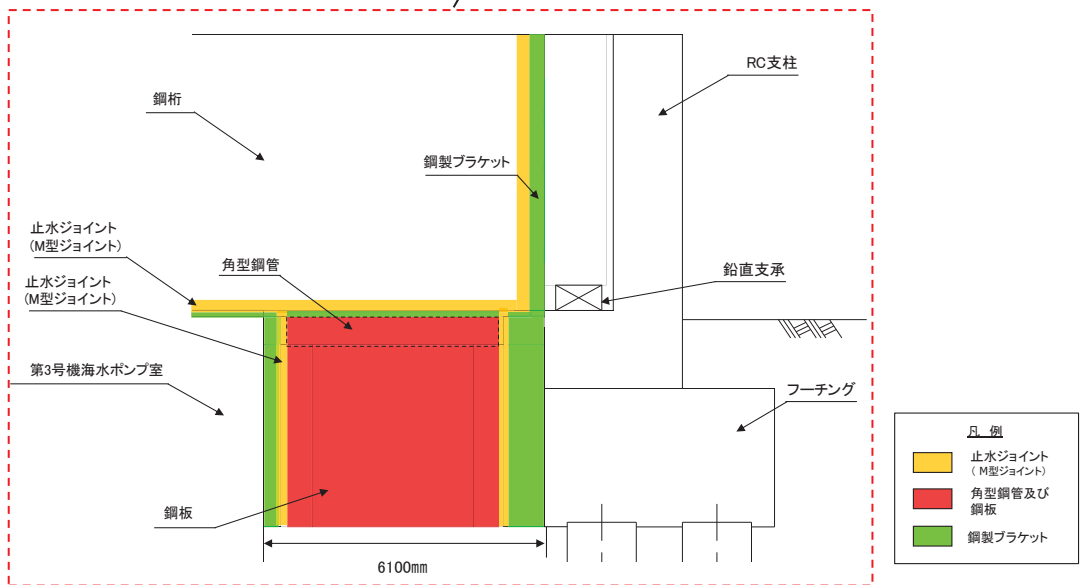 RC支柱
鋼桁
鋼製ブラケット
止水ジョイント
(M型ジョイント)
角型鋼管
鉛直支承
止水ジョイント
(M型ジョイント)
第3号機海水ポンプ室
フーチング
鋼板
6100mm
凡 例
止水ジョイント
( M型ジョイント)
角型鋼管及び
鋼板
鋼製ブラケット